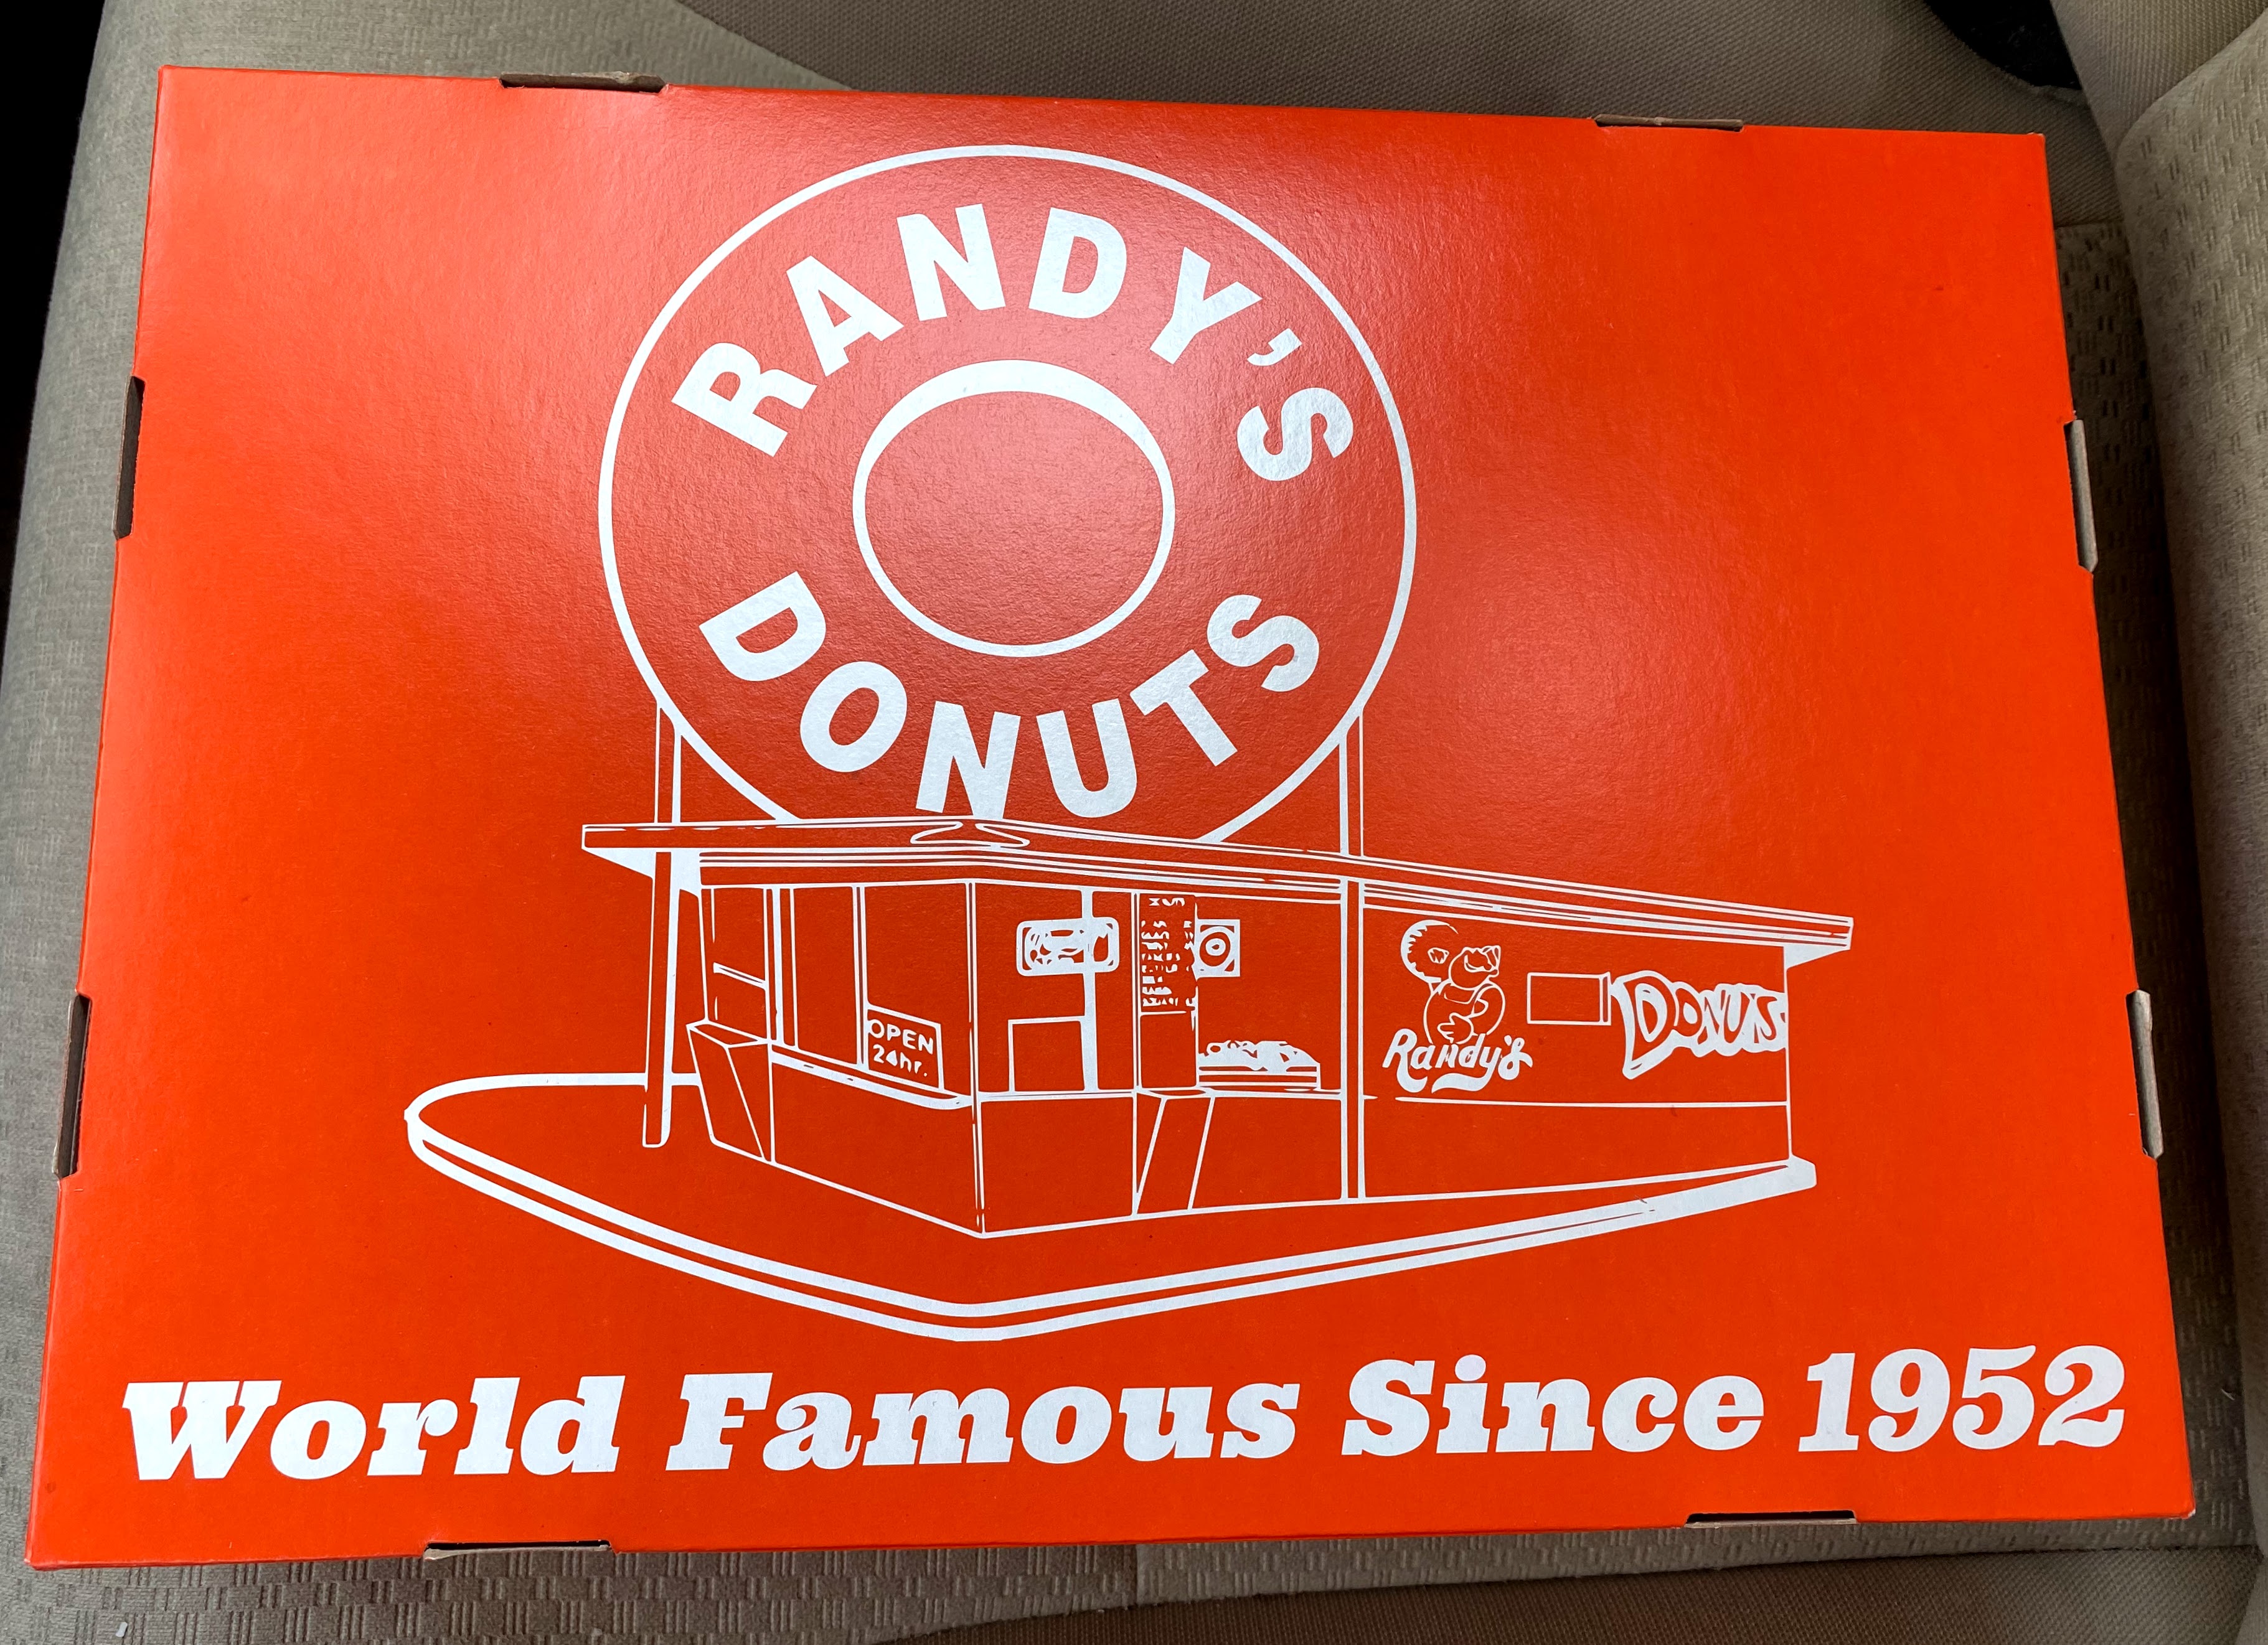 RANDY'S
DONUTS
OPEN
24hr.
Randy's
DONUTS
World Famous Since 1952